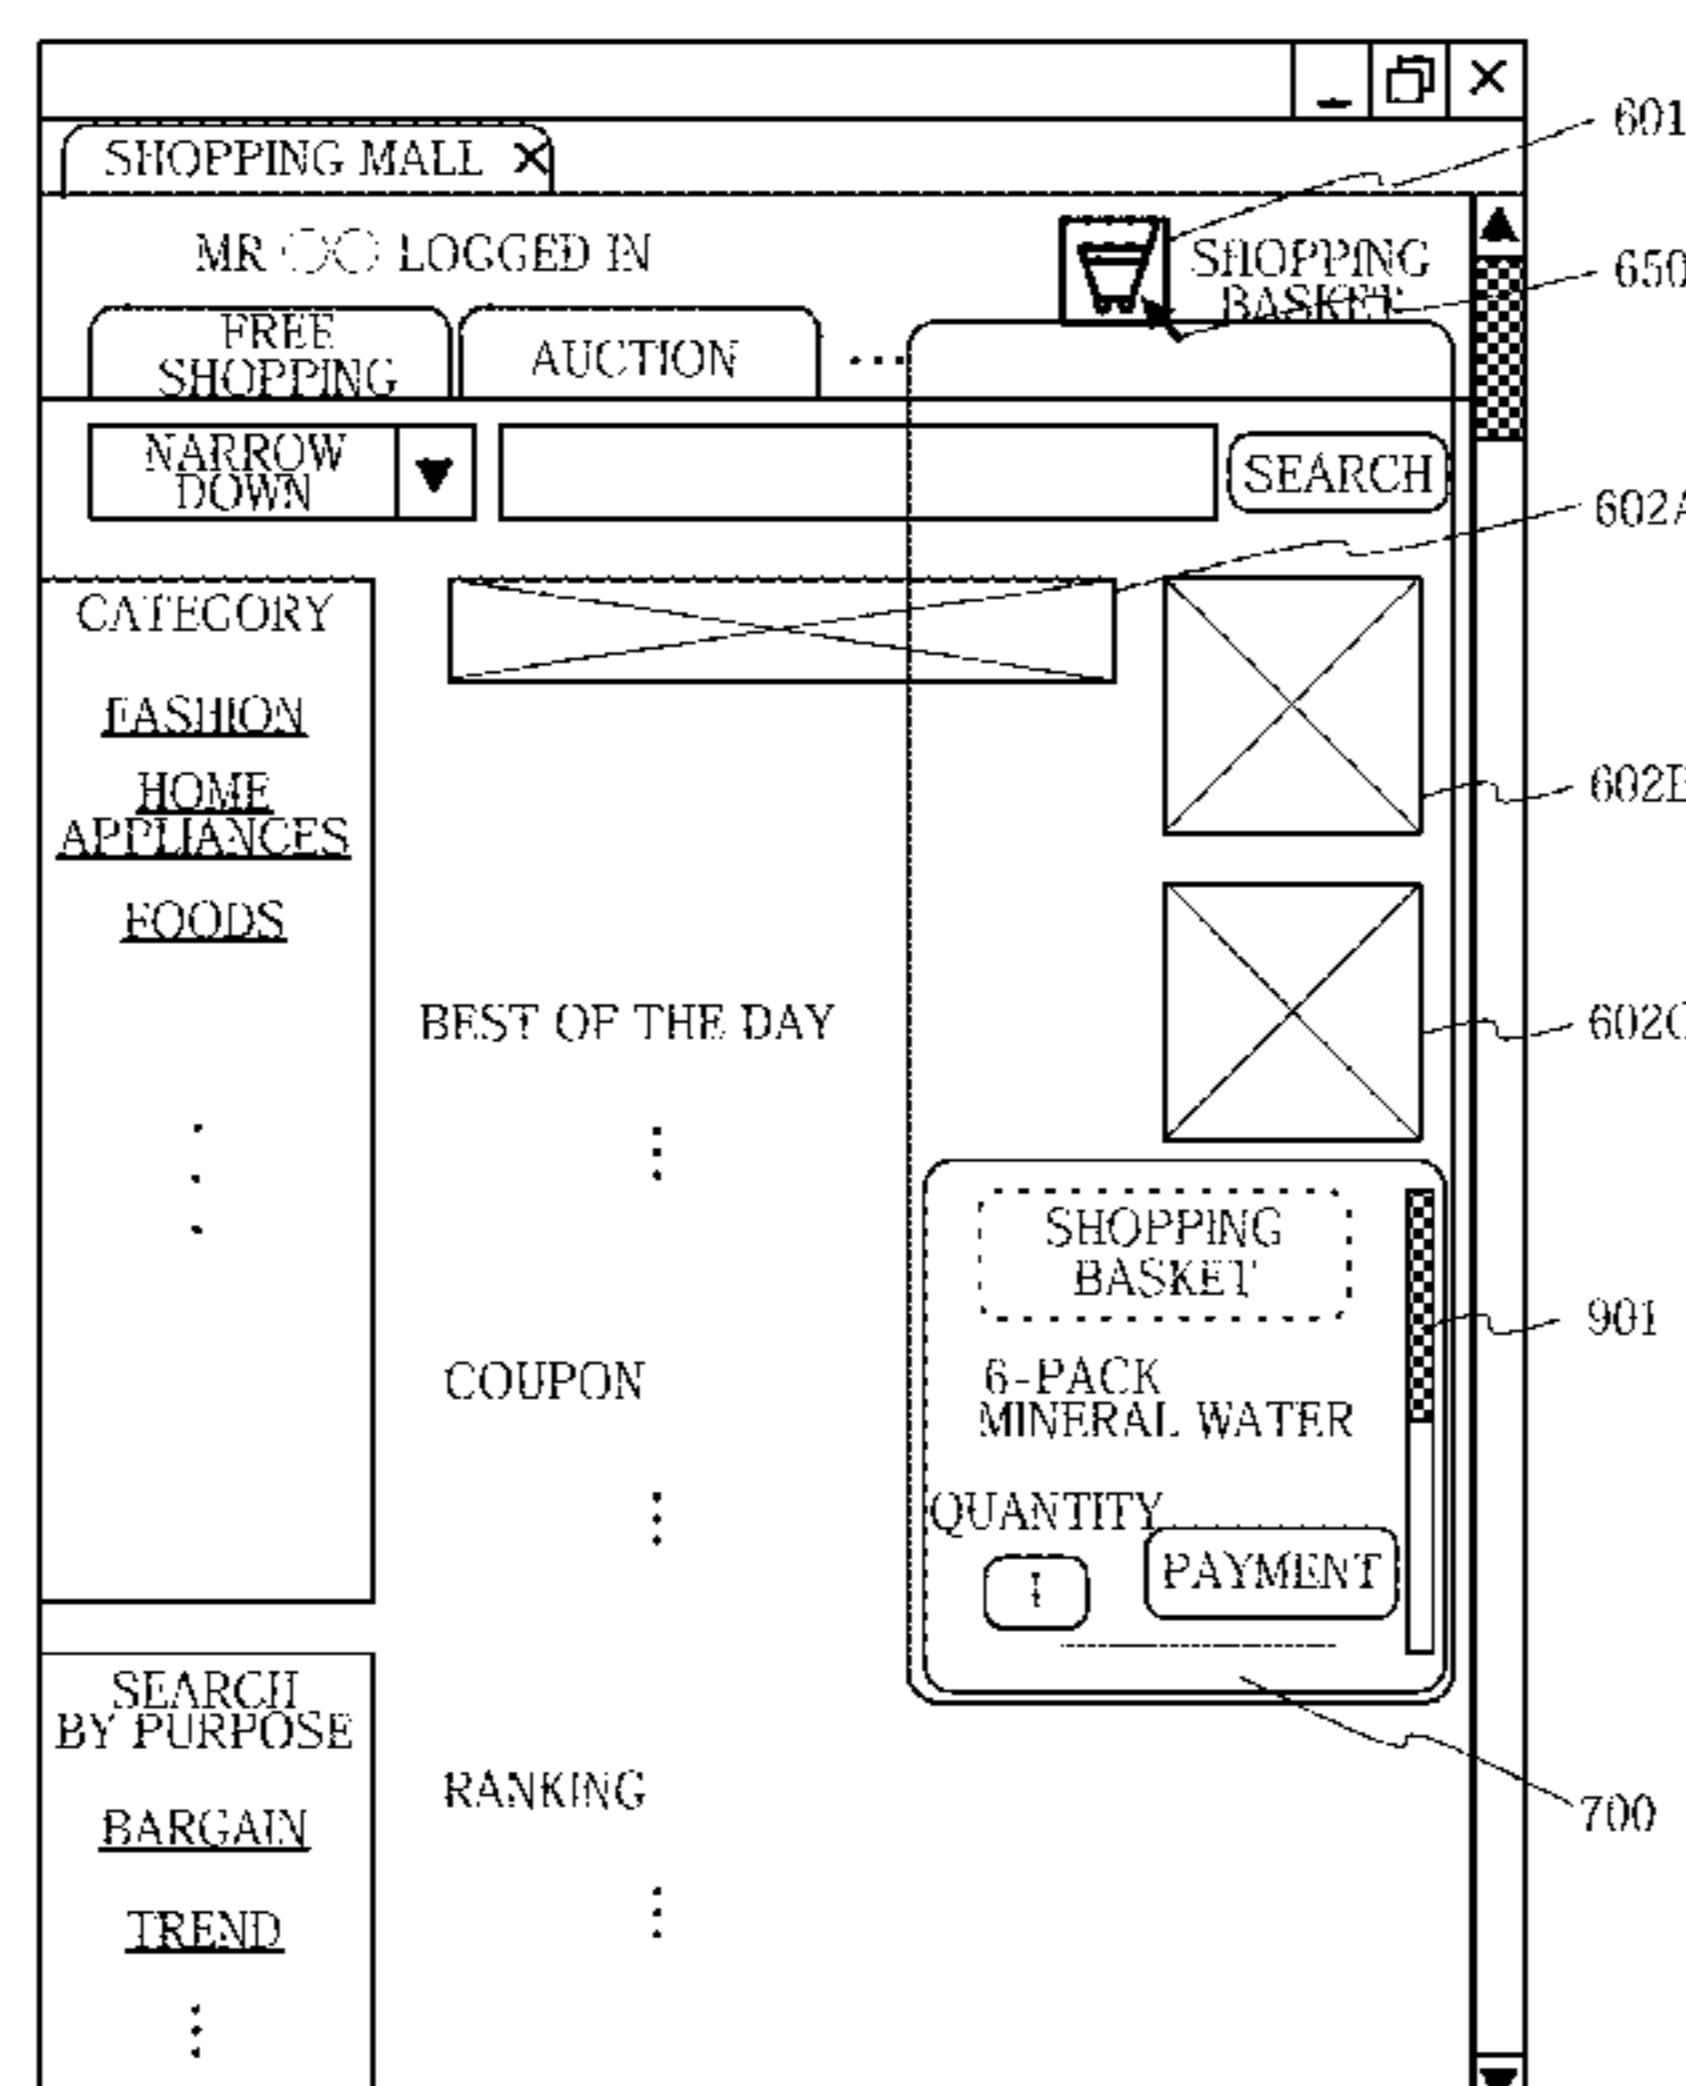 SHOPPING MALL
601
MR ○○ LOGGED IN
SHOPPING
BASKET
650
FREE
SHOPPING
AUCTION
...
NARROW
DOWN
SEARCH
602A
CATEGORY
FASHION
HOME
APPLIANCES
602B
FOODS
BEST OF THE DAY
602C
SHOPPING
BASKET
901
6-PACK
MINERAL WATER
COUPON
QUANTITY
1
PAYMENT
SEARCH
BY PURPOSE
RANKING
700
BARGAIN
TREND